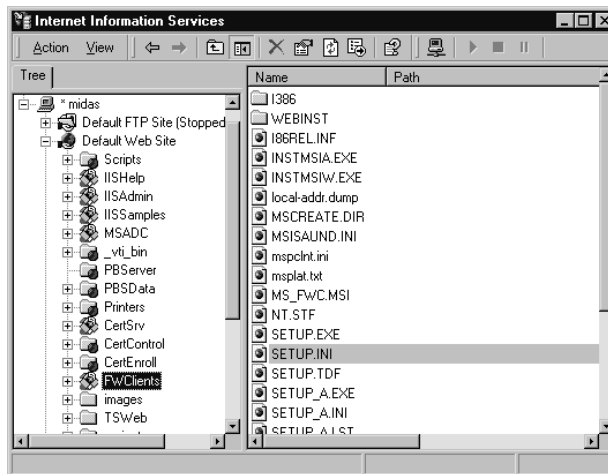 Internet Information Services
Action View
Tree
* midas
Default FTP Site (Stopped
Default Web Site
Scripts
IISHelp
IISAdmin
IISSamples
MSADC
_vti_bin
PBServer
PBSData
Printers
CertSrv
CertControl
CertEnroll
FWClients
images
TSWeb
Name Path
I386
WEBINST
I86REL.INF
INSTMSIA.EXE
INSTMSIW.EXE
local-addr.dump
MSCREATE.DIR
MSISAUND.INI
mspclnt.ini
msplat.txt
MS_FWC.MSI
NT.STF
SETUP.EXE
SETUP.INI
SETUP.TDF
SETUP_A.EXE
SETUP_A.INI
SETUP_A.LST